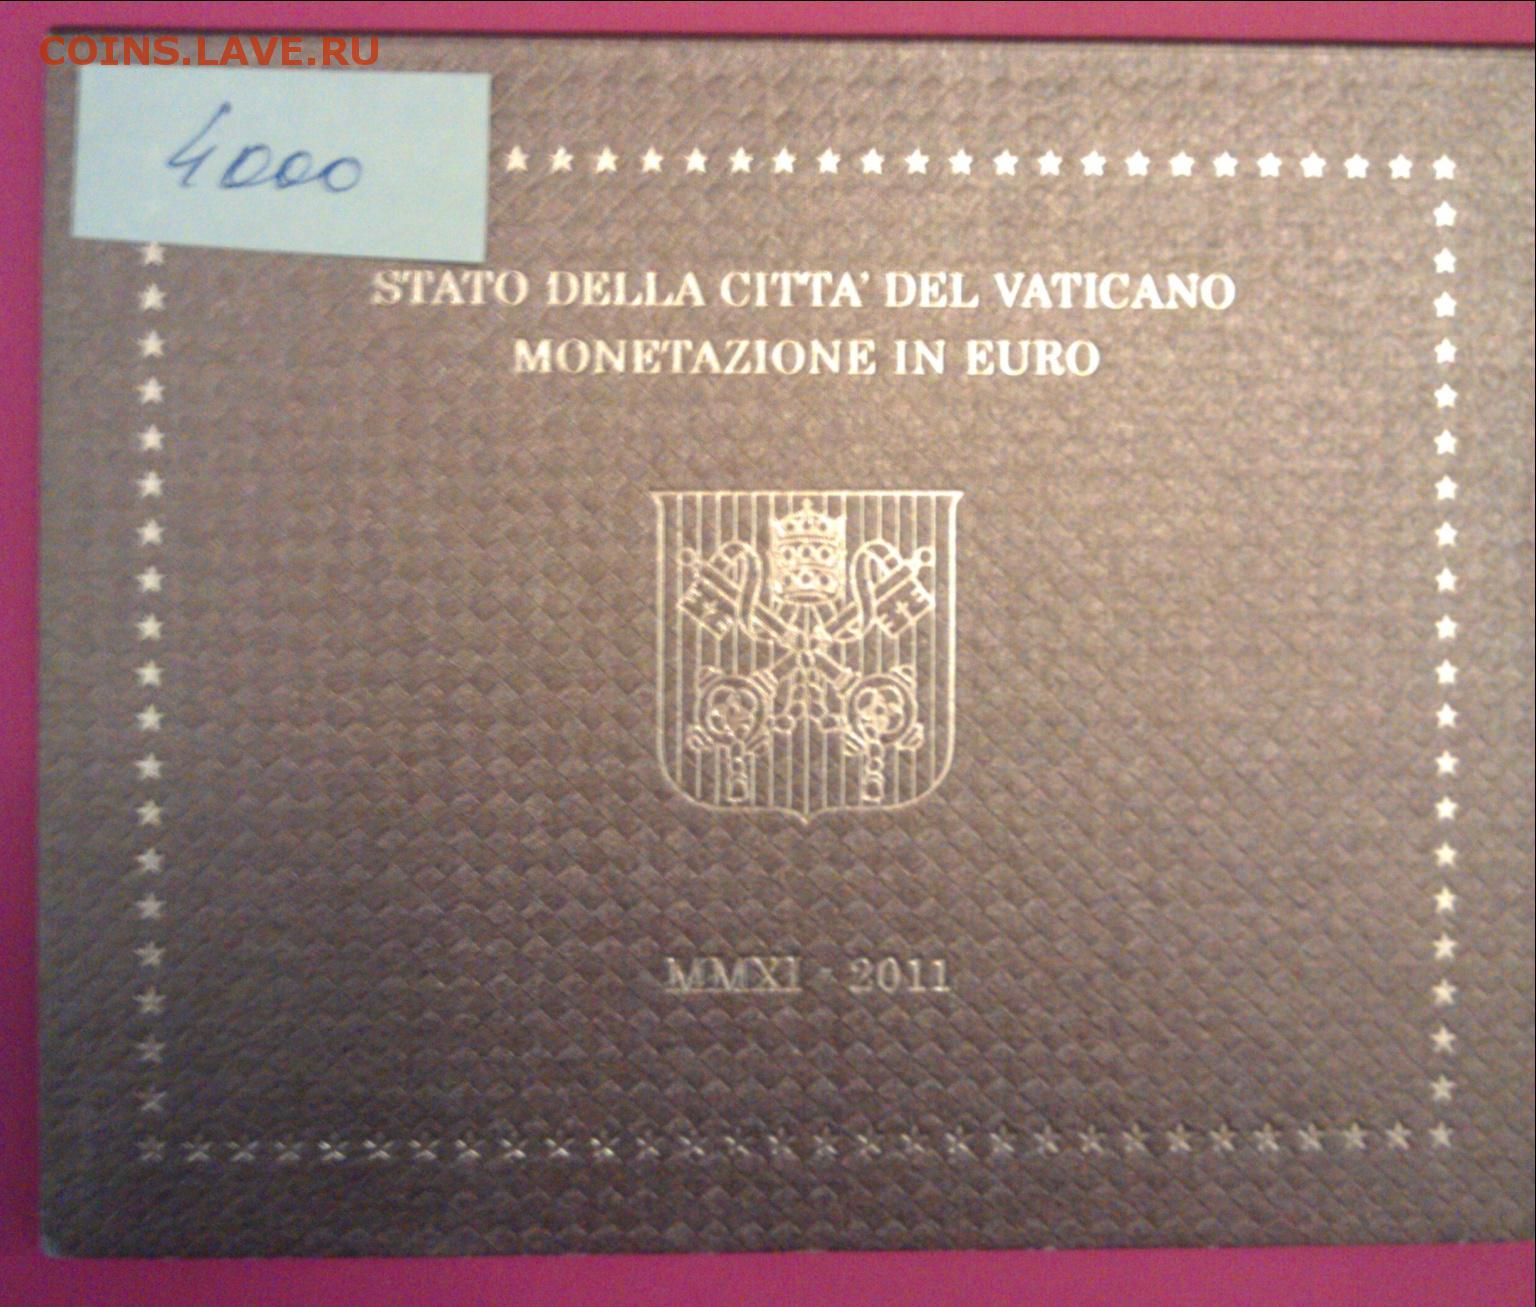 COINS.LAVE.RU
4000
STATO DELLA CITTA' DEL VATICANO
MONETAZIONE IN EURO
MMXI - 2011